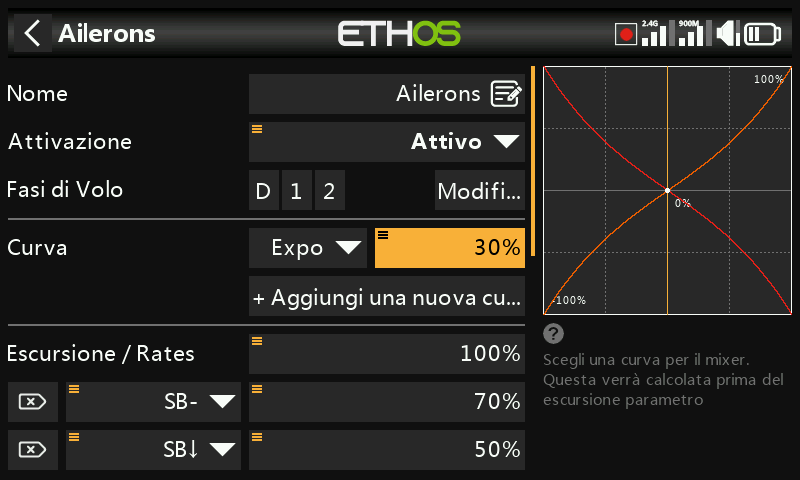 Ailerons
ETHOS
2.4G
900M
Nome
Ailerons
Attivazione
Attivo
Fasi di Volo
D
1
2
Modifi...
Curva
Expo
30%
+ Aggiungi una nuova cu...
Escursione / Rates
100%
SB-
70%
SB↓
50%
100%
0%
-100%
?
Scegli una curva per il mixer.
Questa verrà calcolata prima del
escursione parametro